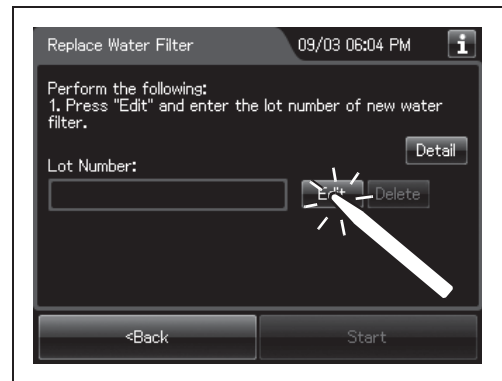 Replace Water Filter
09/03 06:04 PM
i
Perform the following:
1. Press "Edit" and enter the lot number of new water
filter.
Detail
Lot Number:
Edit
Delete
<Back
Start